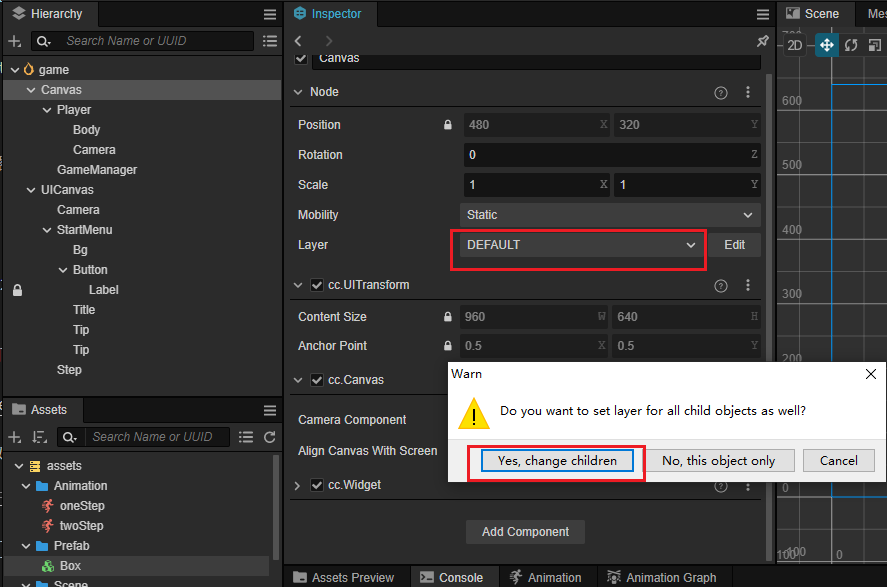 Hierarchy
Search Name or UUID
game
Canvas
Player
Body
Camera
GameManager
UICanvas
Camera
StartMenu
Bg
Button
Label
Title
Tip
Tip
Step
Assets
Search Name or UUID
assets
Animation
oneStep
twoStep
Prefab
Box
Scene
Inspector
Canvas
Node
Position 480 X 320 Y
Rotation 0 Z
Scale 1 X 1 Y
Mobility Static
Layer DEFAULT Edit
cc.UITransform
Content Size 960 W 640 H
Anchor Point 0.5 X 0.5 Y
cc.Canvas
Camera Component
Align Canvas With Screen
cc.Widget
Add Component
Warn
Do you want to set layer for all child objects as well?
Yes, change children No, this object only Cancel
Assets Preview Console Animation Animation Graph
Scene
2D
600
500
400
300
200
0
-100 0